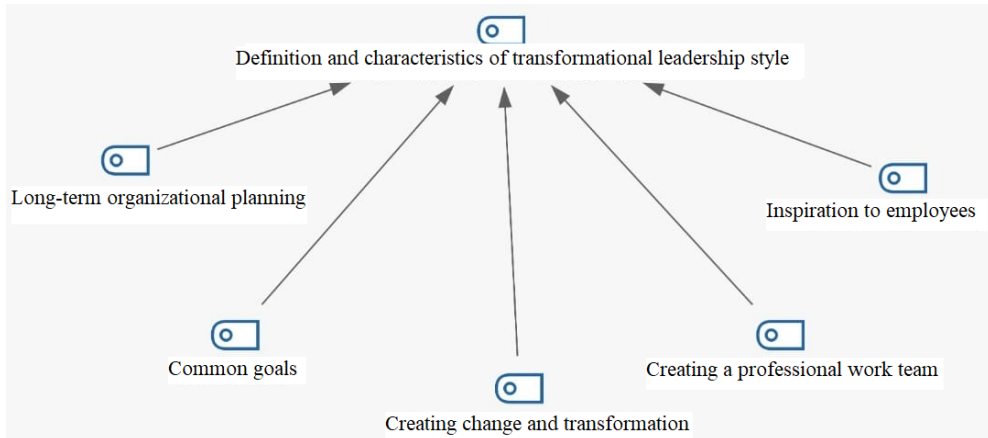 Definition and characteristics of transformational leadership style
Long-term organizational planning
Inspiration to employees
Common goals
Creating a professional work team
Creating change and transformation